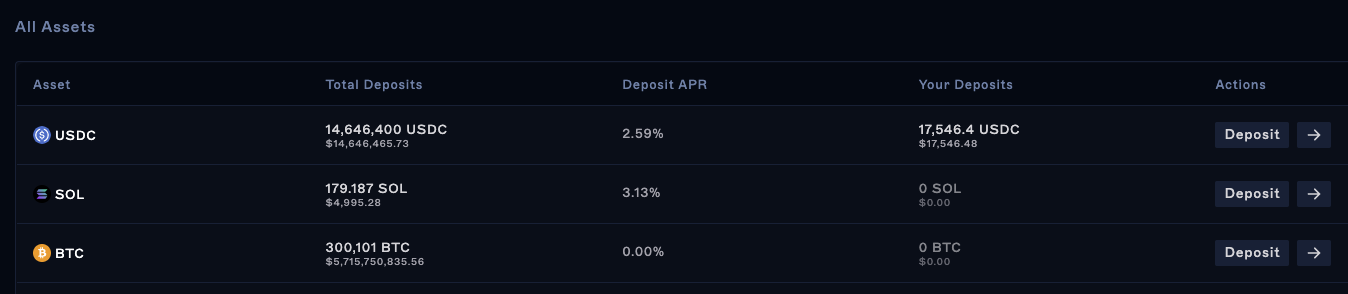 All Assets
Asset Total Deposits Deposit APR Your Deposits Actions
USDC 14,646,400 USDC 2.59% 17,546.4 USDC Deposit →
$14,646,465.73 $17,546.48
SOL 179.187 SOL 3.13% 0 SOL Deposit →
$4,995.28 $0.00
BTC 300,101 BTC 0.00% 0 BTC Deposit →
$5,715,750,835.56 $0.00